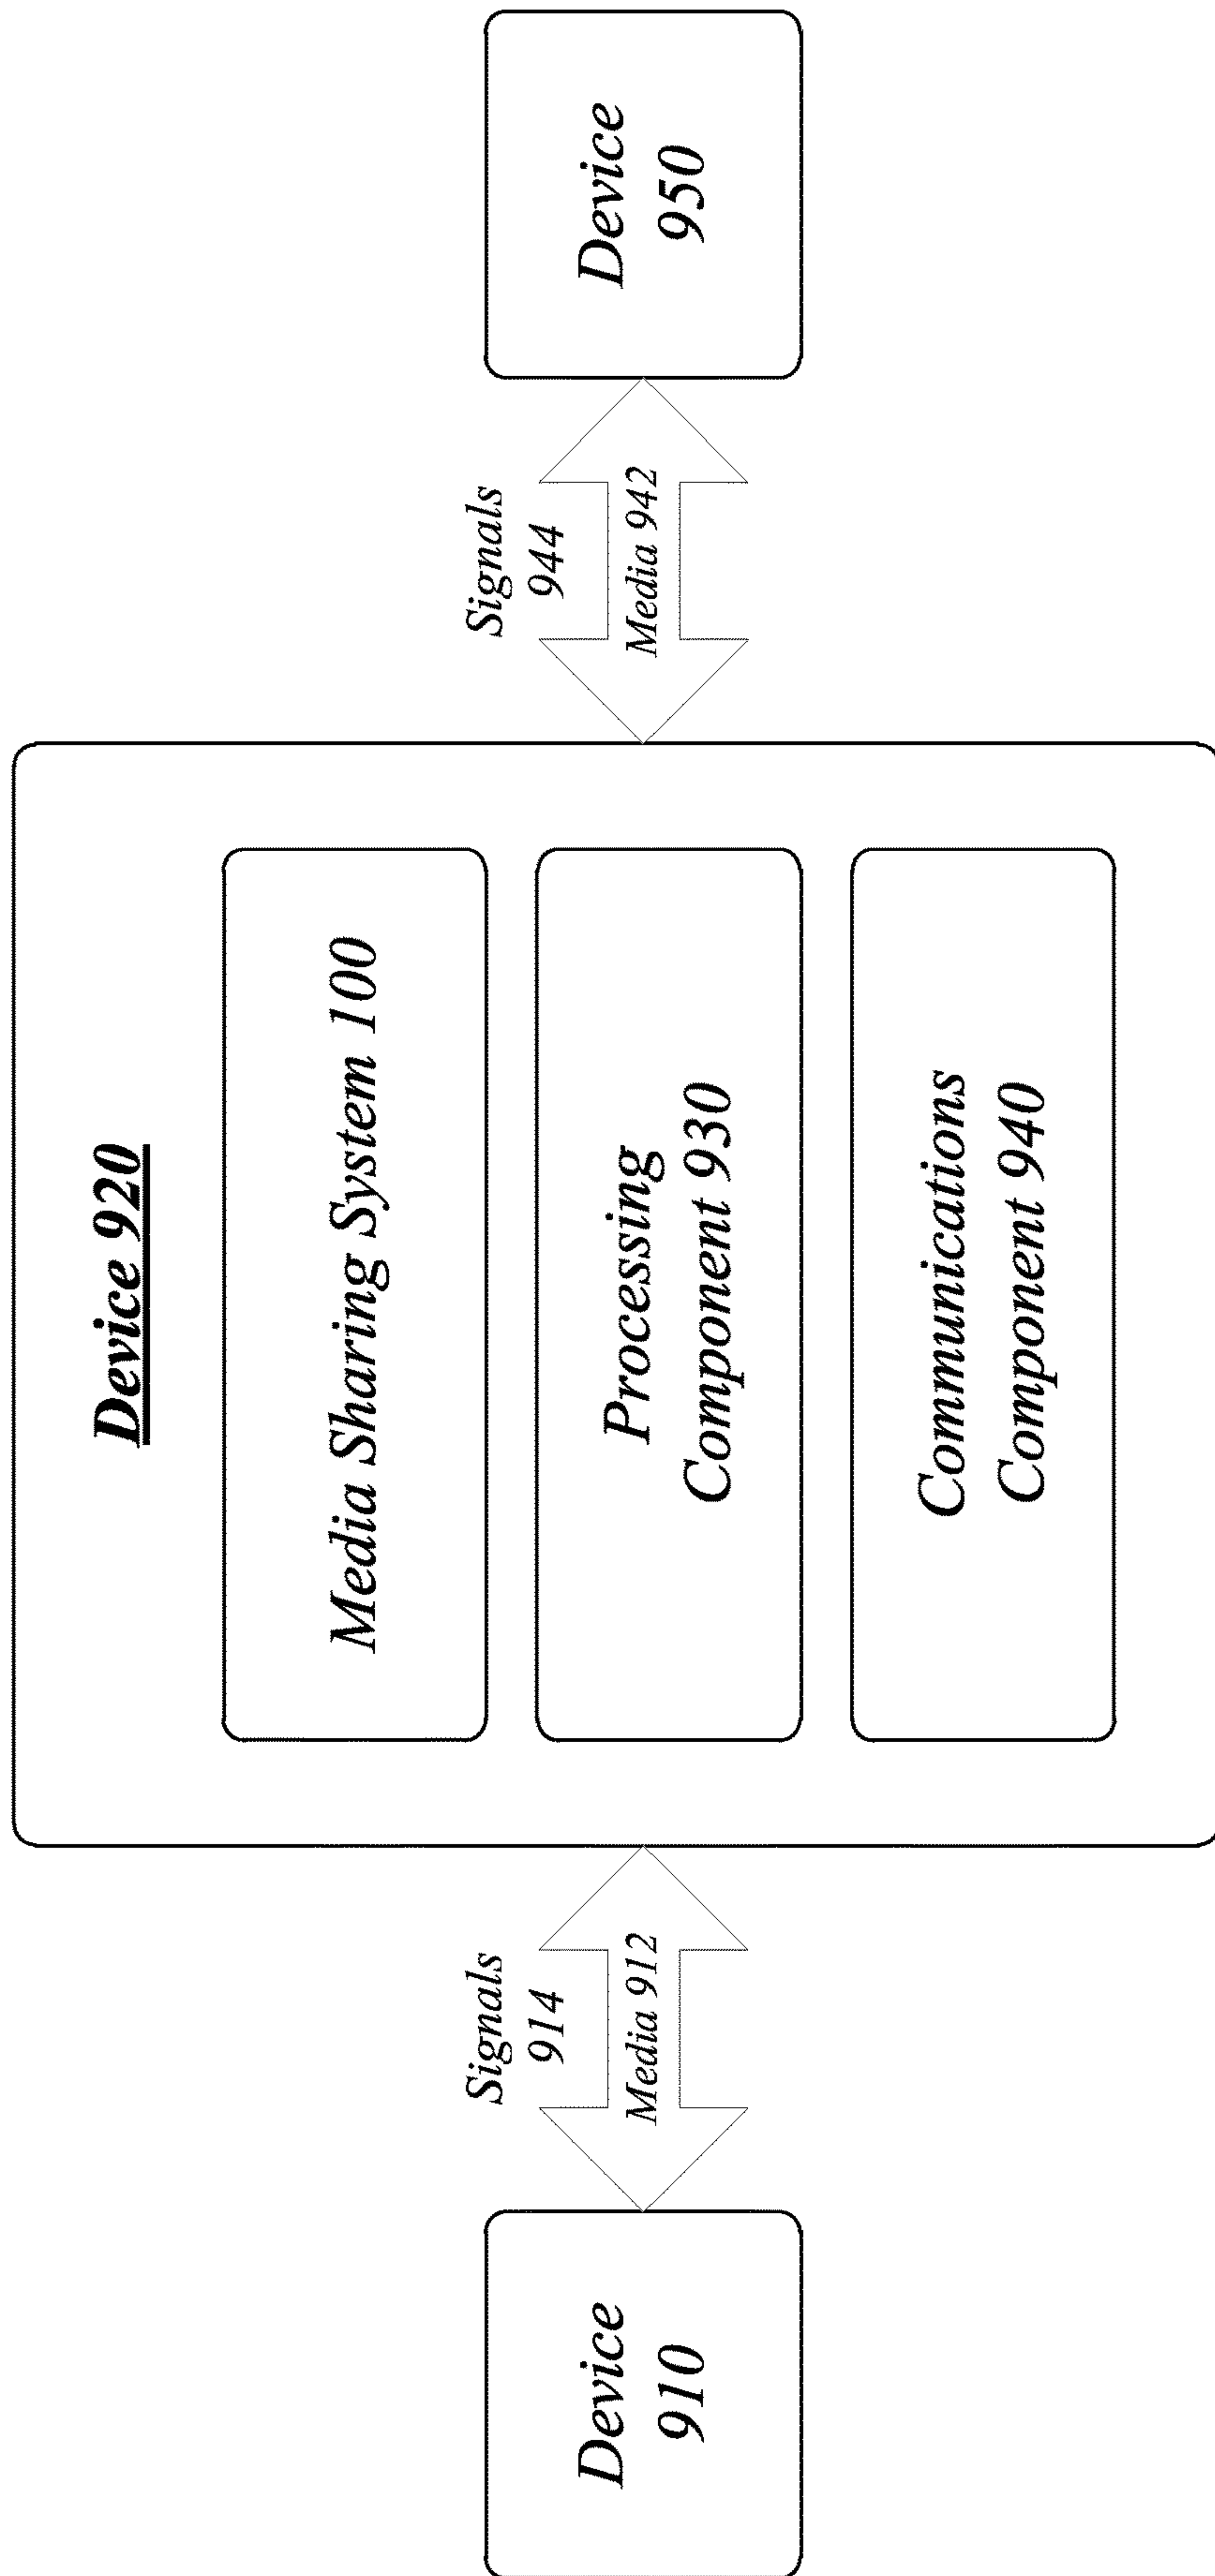 Device 920
Device
910
Signals
914
Media 912
Media Sharing System 100
Processing
Component 930
Communications
Component 940
Signals
944
Media 942
Device
950